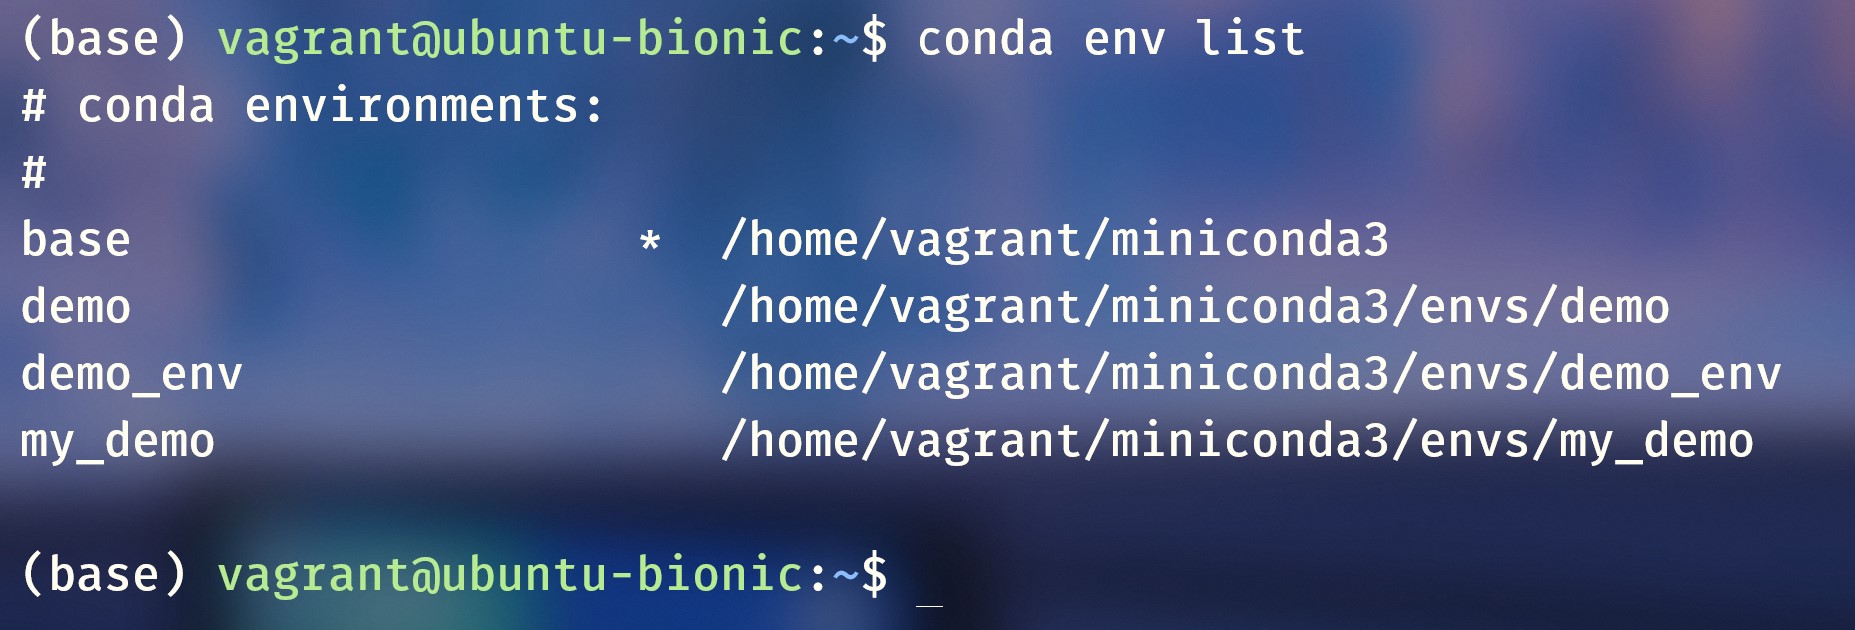 (base) vagrant@ubuntu-bionic:~$ conda env list
# conda environments:
#
base                  *  /home/vagrant/miniconda3
demo                     /home/vagrant/miniconda3/envs/demo
demo_env                 /home/vagrant/miniconda3/envs/demo_env
my_demo                  /home/vagrant/miniconda3/envs/my_demo
(base) vagrant@ubuntu-bionic:~$ _